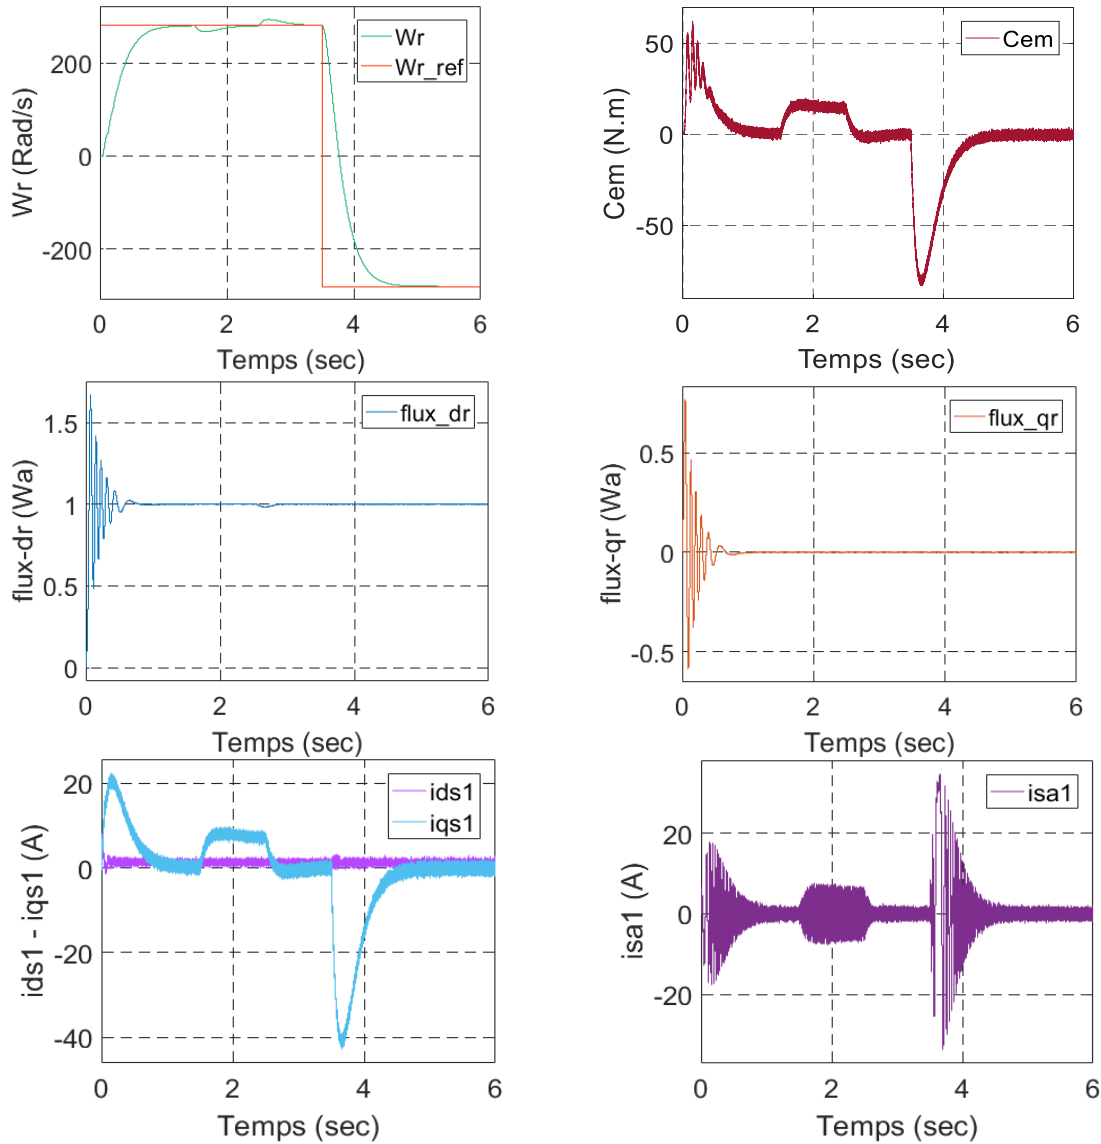 200
0
-200
Wr (Rad/s)
Wr
Wr_ref
0
2
4
6
Temps (sec)
50
0
-50
Cem (N.m)
Cem
0
2
4
6
Temps (sec)
1.5
1
0.5
0
flux-dr (Wa)
flux_dr
0
2
4
6
Temps (sec)
0.5
0
-0.5
flux-qr (Wa)
flux_qr
0
2
4
6
Temps (sec)
20
0
-20
-40
ids1 - iqs1 (A)
ids1
iqs1
0
2
4
6
Temps (sec)
20
0
-20
isa1 (A)
isa1
0
2
4
6
Temps (sec)